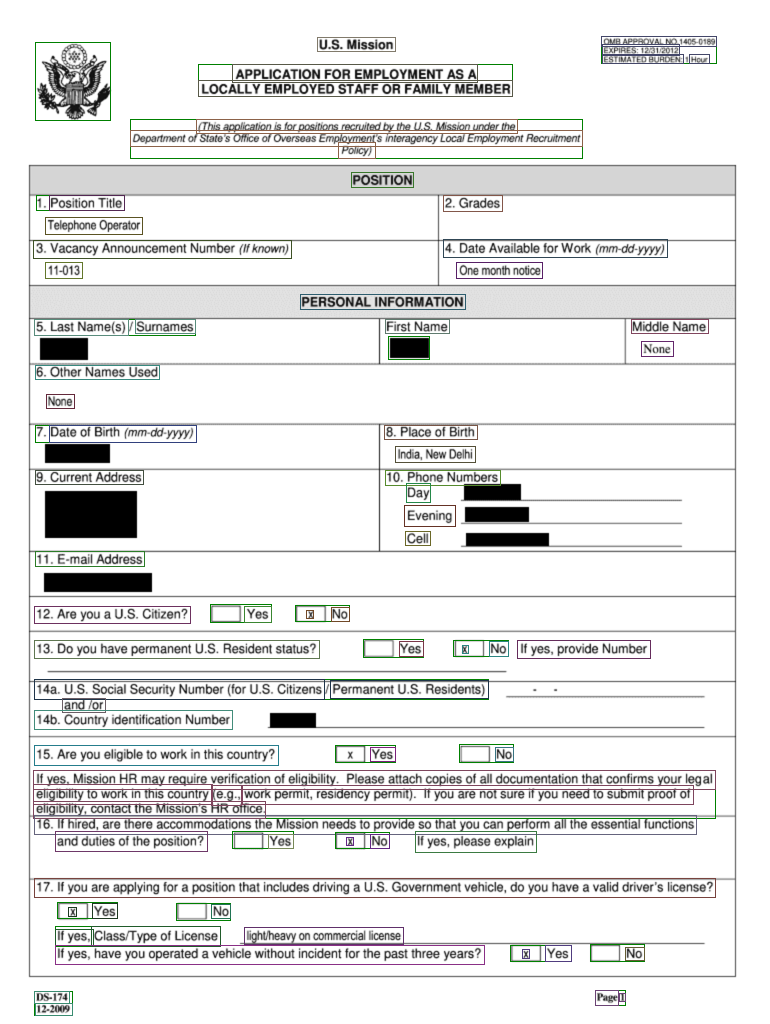 U.S. Mission
OMB APPROVAL NO.1405-0189
EXPIRES: 12/31/2012
ESTIMATED BURDEN: 1 Hour
APPLICATION FOR EMPLOYMENT AS A
LOCALLY EMPLOYED STAFF OR FAMILY MEMBER
(This application is for positions recruited by the U.S. Mission under the
Department of State's Office of Overseas Employment's interagency Local Employment Recruitment
Policy)
POSITION
1. Position Title
2. Grades
Telephone Operator
3. Vacancy Announcement Number (If known)
4. Date Available for Work (mm-dd-yyyy)
11-013
One month notice
PERSONAL INFORMATION
5. Last Name(s) / Surnames
First Name
Middle Name
None
6. Other Names Used
None
7. Date of Birth (mm-dd-yyyy)
8. Place of Birth
India, New Delhi
9. Current Address
10. Phone Numbers
Day
Evening
Cell
11. E-mail Address
12. Are you a U.S. Citizen? Yes X No
13. Do you have permanent U.S. Resident status? Yes X No If yes, provide Number
14a. U.S. Social Security Number (for U.S. Citizens / Permanent U.S. Residents) - -
and /or
14b. Country identification Number
15. Are you eligible to work in this country? x Yes No
If yes, Mission HR may require verification of eligibility. Please attach copies of all documentation that confirms your legal
eligibility to work in this country (e.g., work permit, residency permit). If you are not sure if you need to submit proof of
eligibility, contact the Mission's HR office.
16. If hired, are there accommodations the Mission needs to provide so that you can perform all the essential functions
and duties of the position? Yes X No If yes, please explain
17. If you are applying for a position that includes driving a U.S. Government vehicle, do you have a valid driver's license?
X Yes No
If yes, Class/Type of License light/heavy on commercial license
If yes, have you operated a vehicle without incident for the past three years? X Yes No
DS-174
12-2009
Page 1